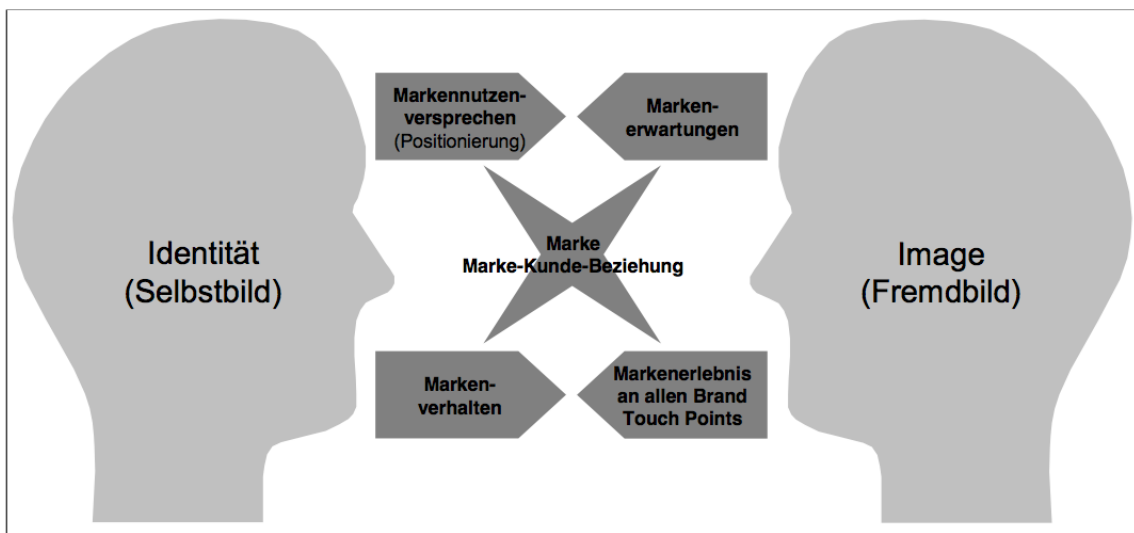 Markennutzen-
versprechen
(Positionierung)
Marken-
erwartungen
Identität
(Selbstbild)
Marke
Marke-Kunde-Beziehung
Image
(Fremdbild)
Marken-
verhalten
Markenerlebnis
an allen Brand
Touch Points